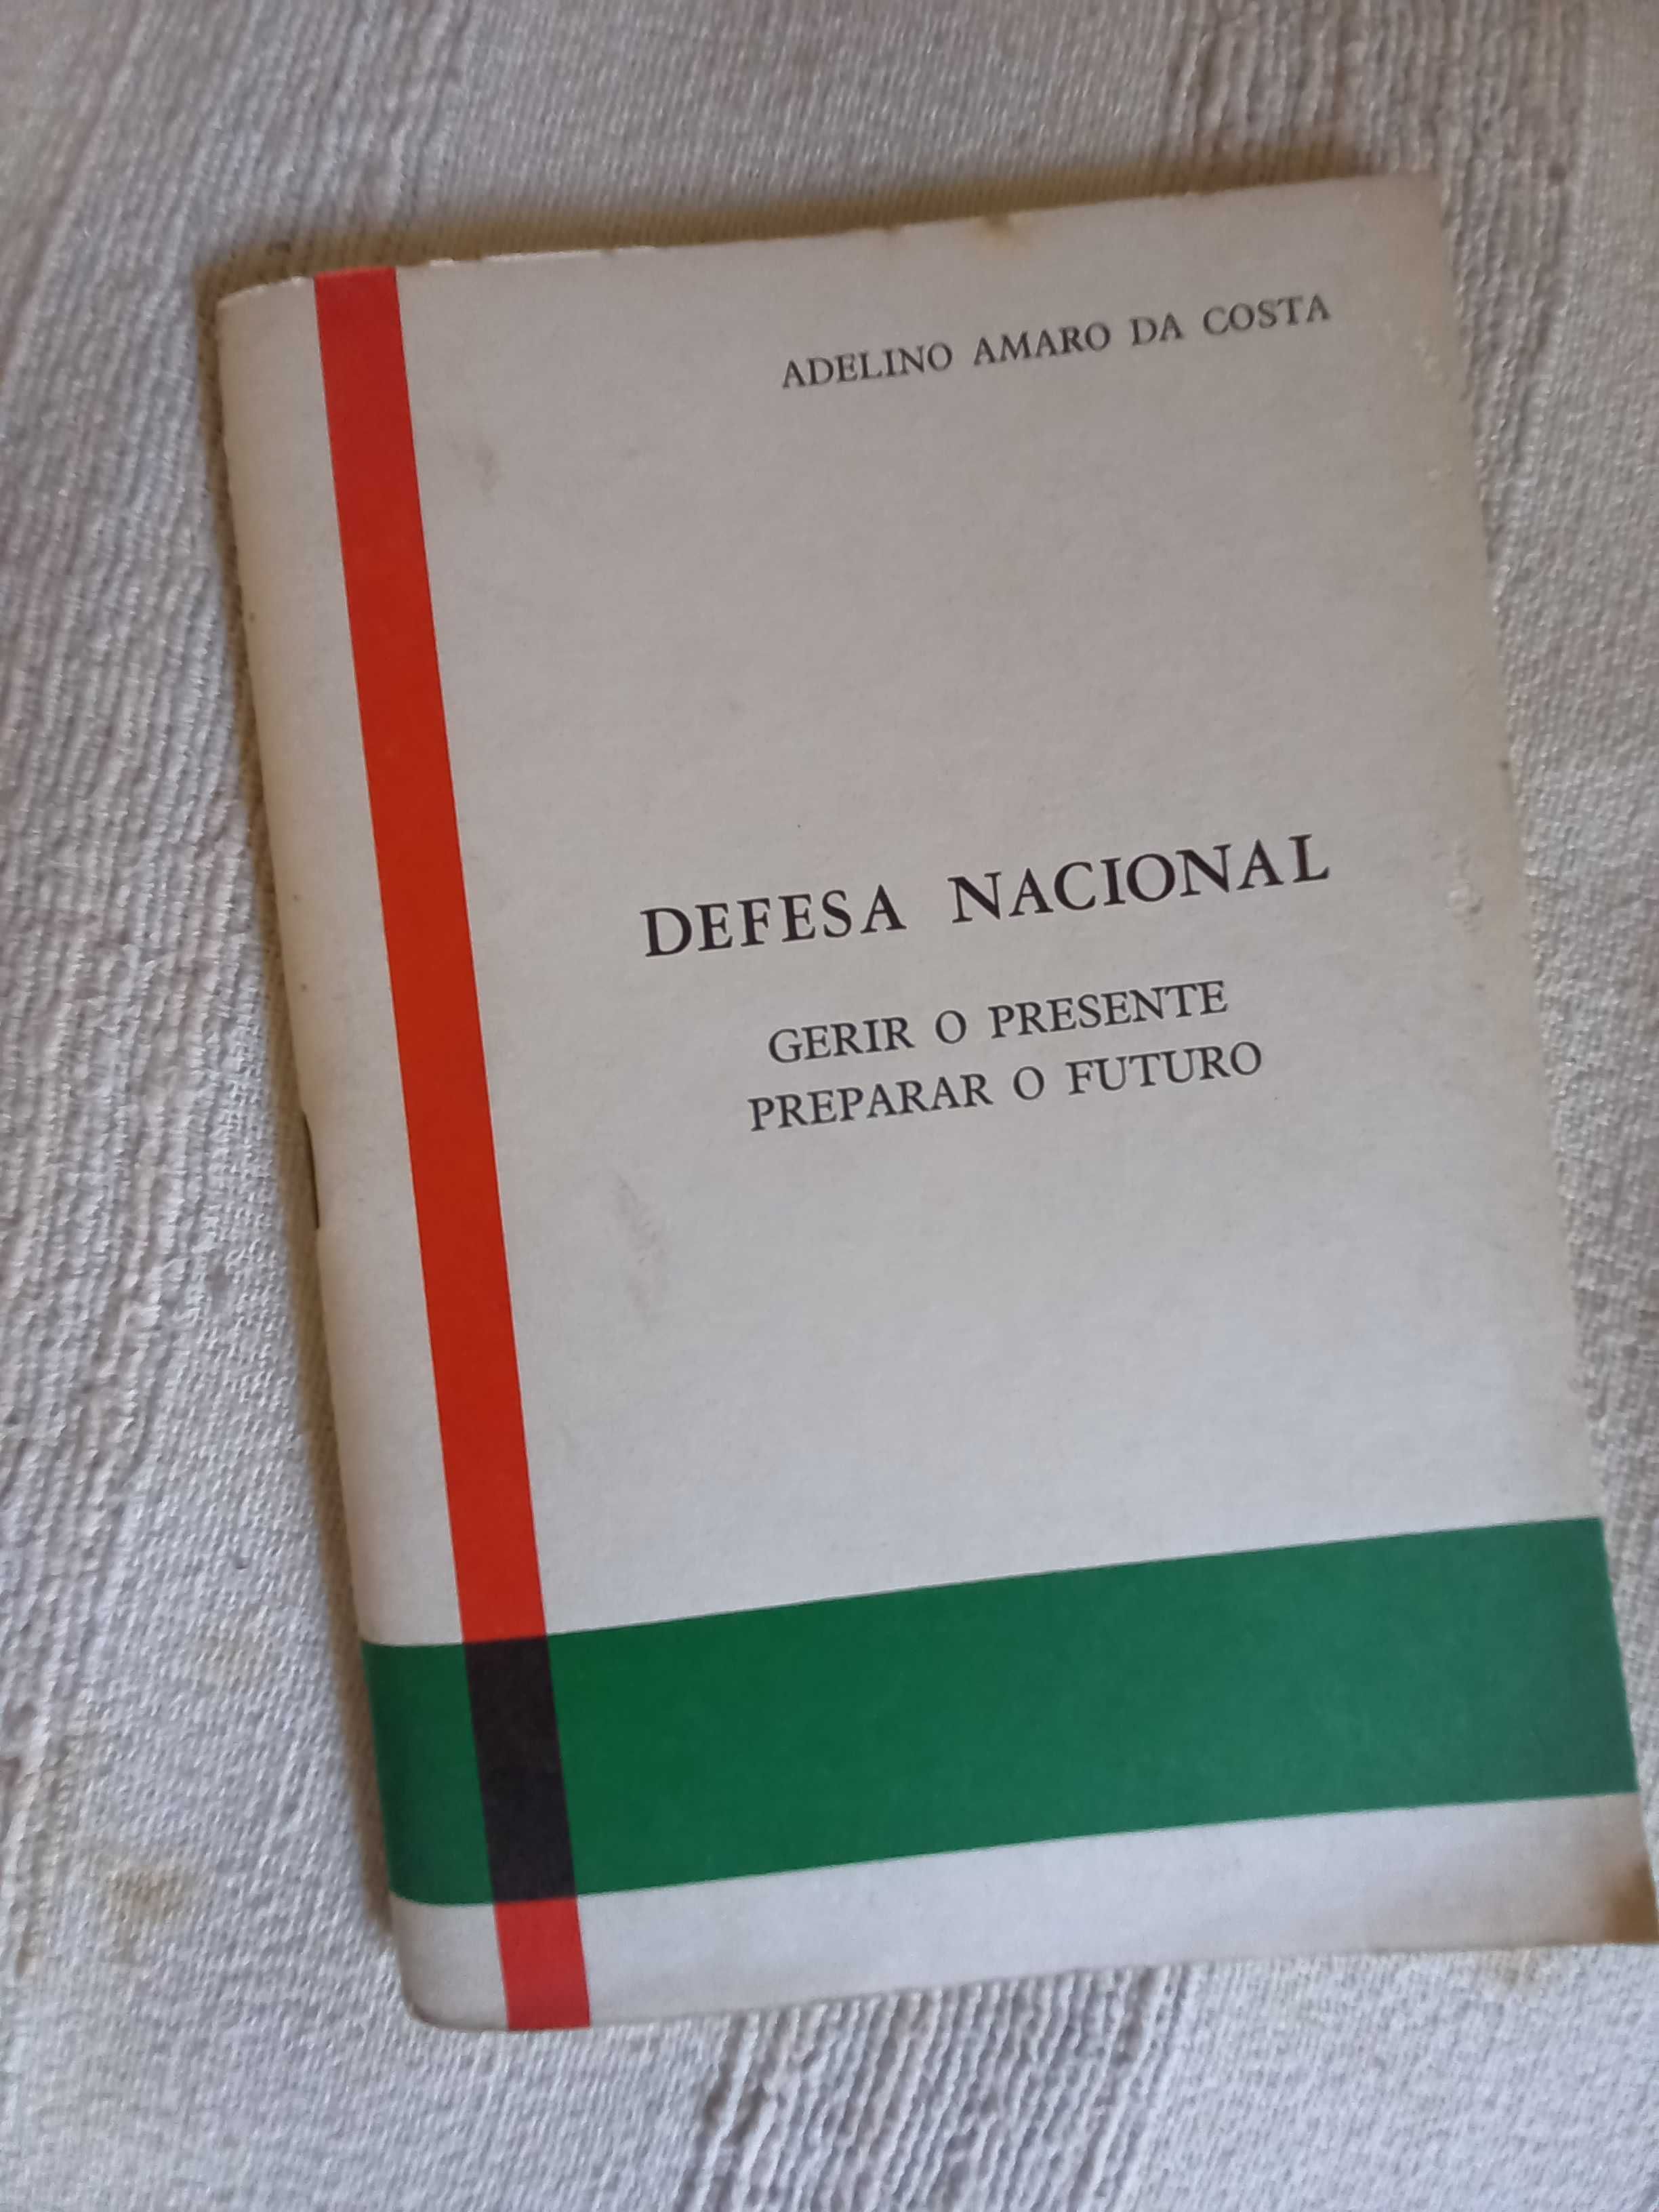 ADELINO AMARO DA COSTA
DEFESA NACIONAL
GERIR O PRESENTE
PREPARAR O FUTURO